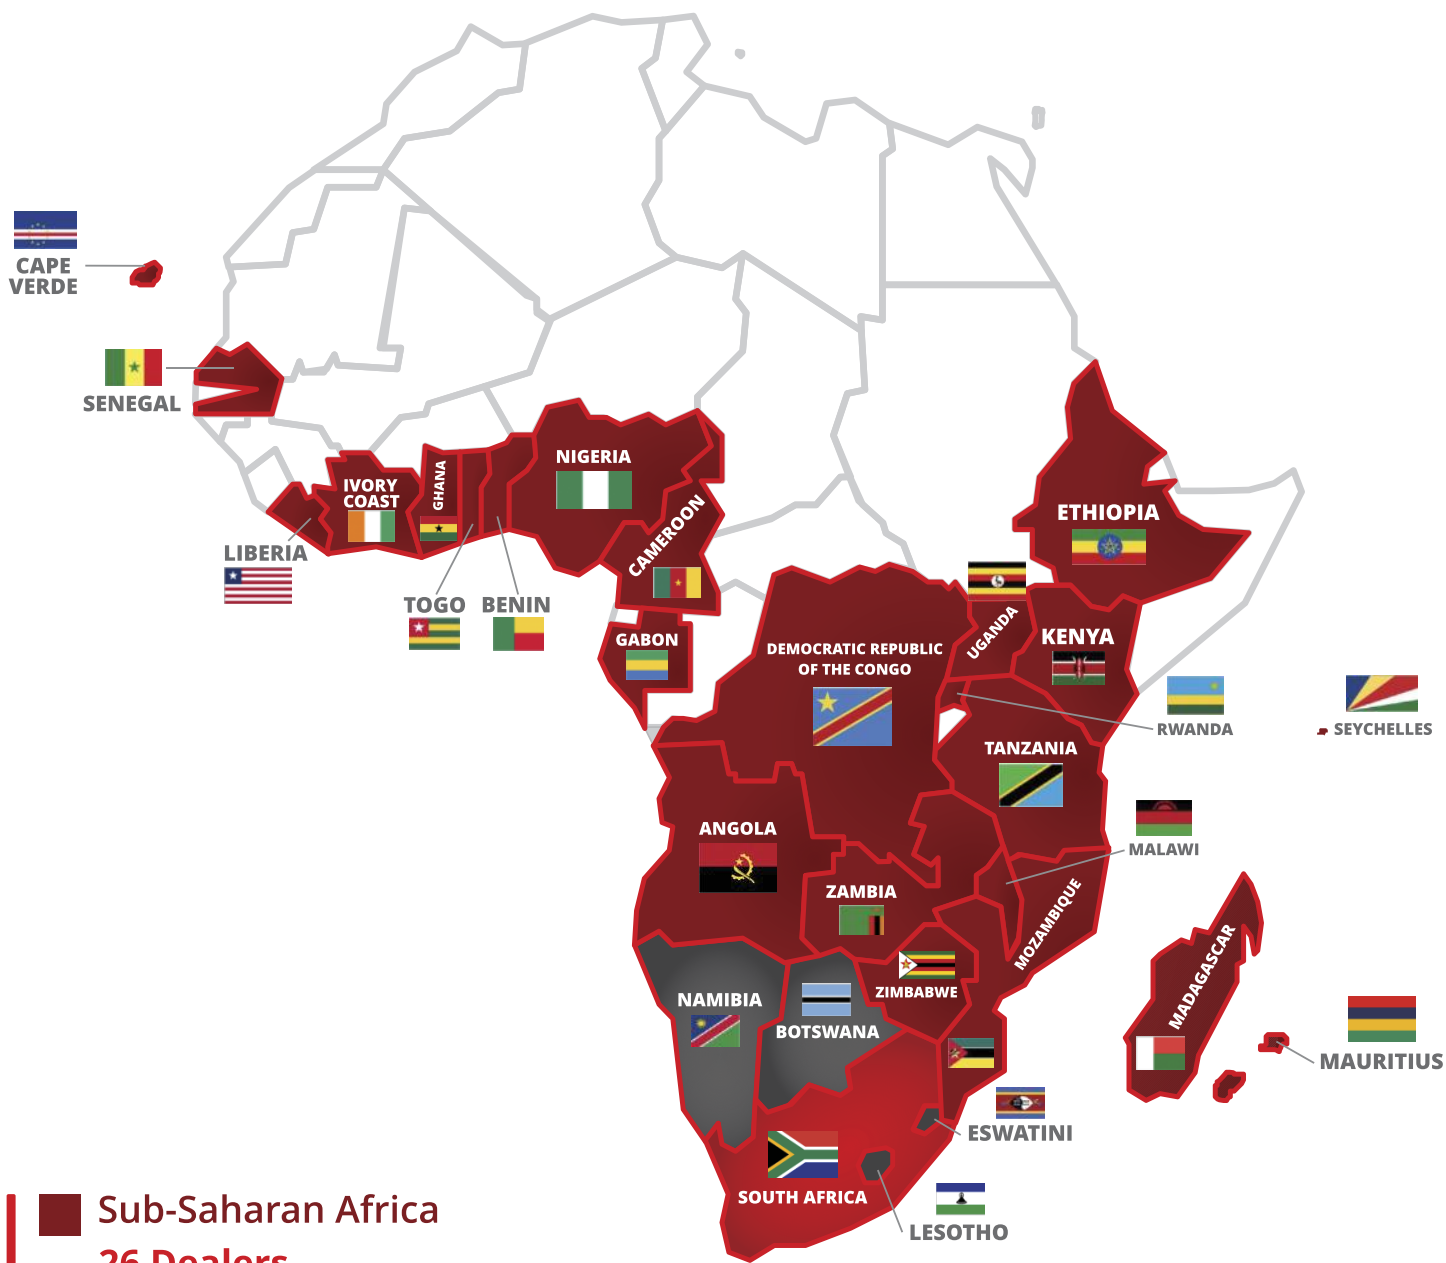 CAPE
VERDE
SENEGAL
LIBERIA
IVORY
COAST
GHANA
TOGO
BENIN
NIGERIA
CAMEROON
GABON
ETHIOPIA
UGANDA
KENYA
DEMOCRATIC REPUBLIC
OF THE CONGO
RWANDA
SEYCHELLES
TANZANIA
MALAWI
ANGOLA
ZAMBIA
MOZAMBIQUE
ZIMBABWE
MADAGASCAR
NAMIBIA
BOTSWANA
MAURITIUS
ESWATINI
SOUTH AFRICA
LESOTHO
Sub-Saharan Africa
26 Dealers